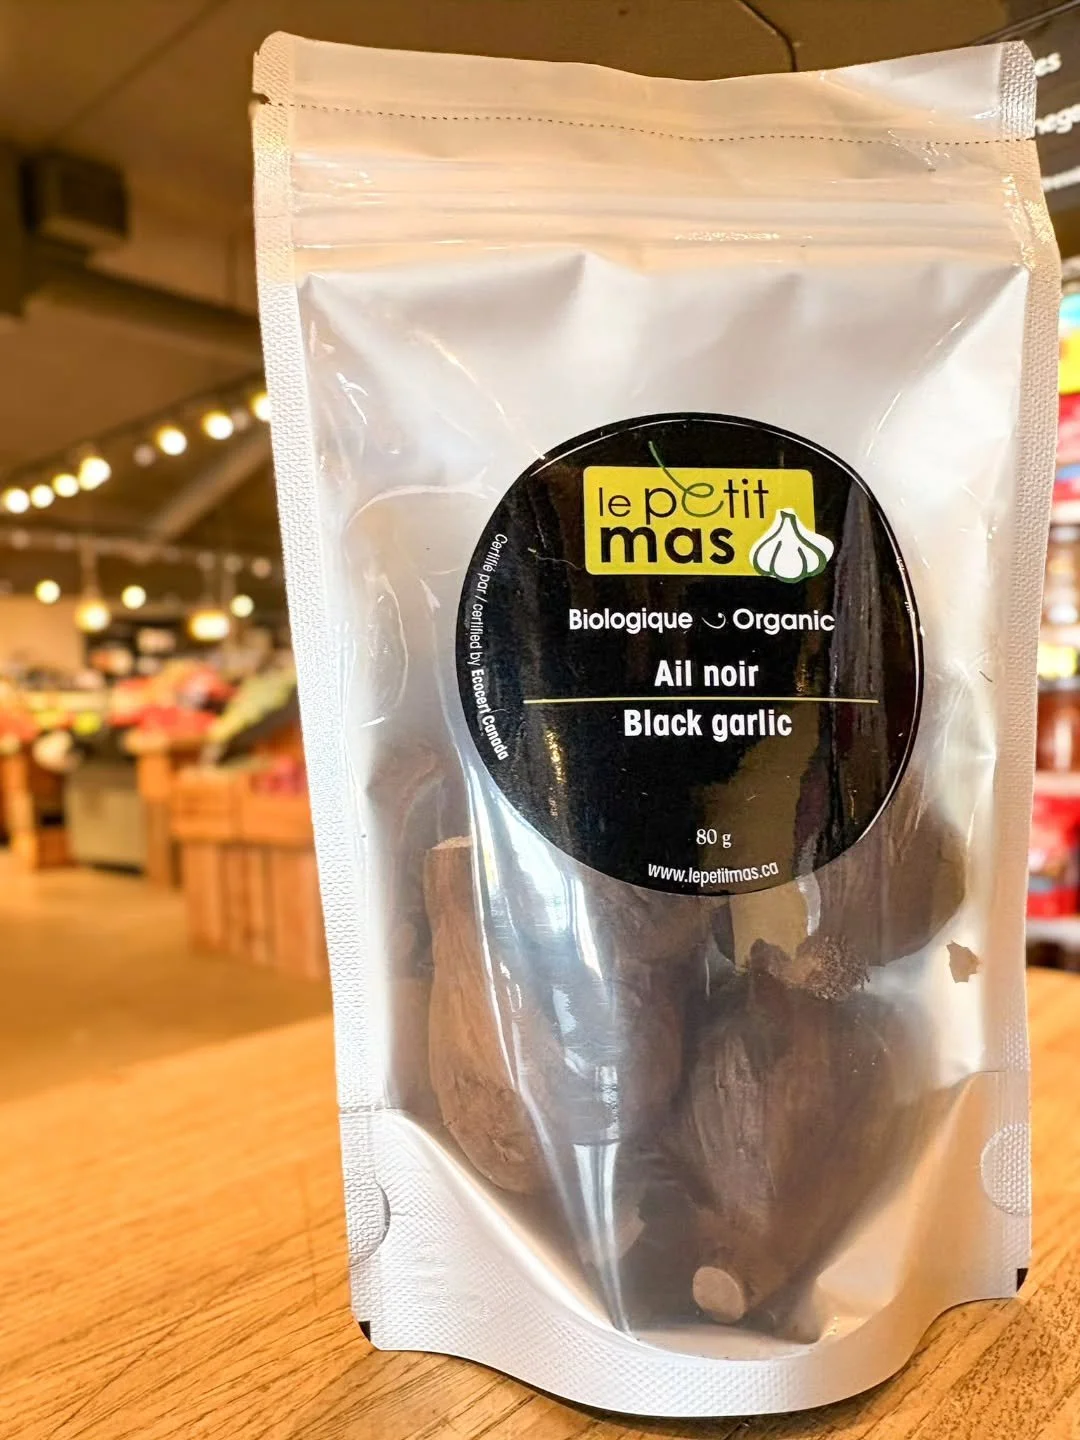 le petit
mas
Biologique Organic
Ail noir
Black garlic
80 g
www.lepetitmas.ca
Certifié par / certified by Ecocert Canada